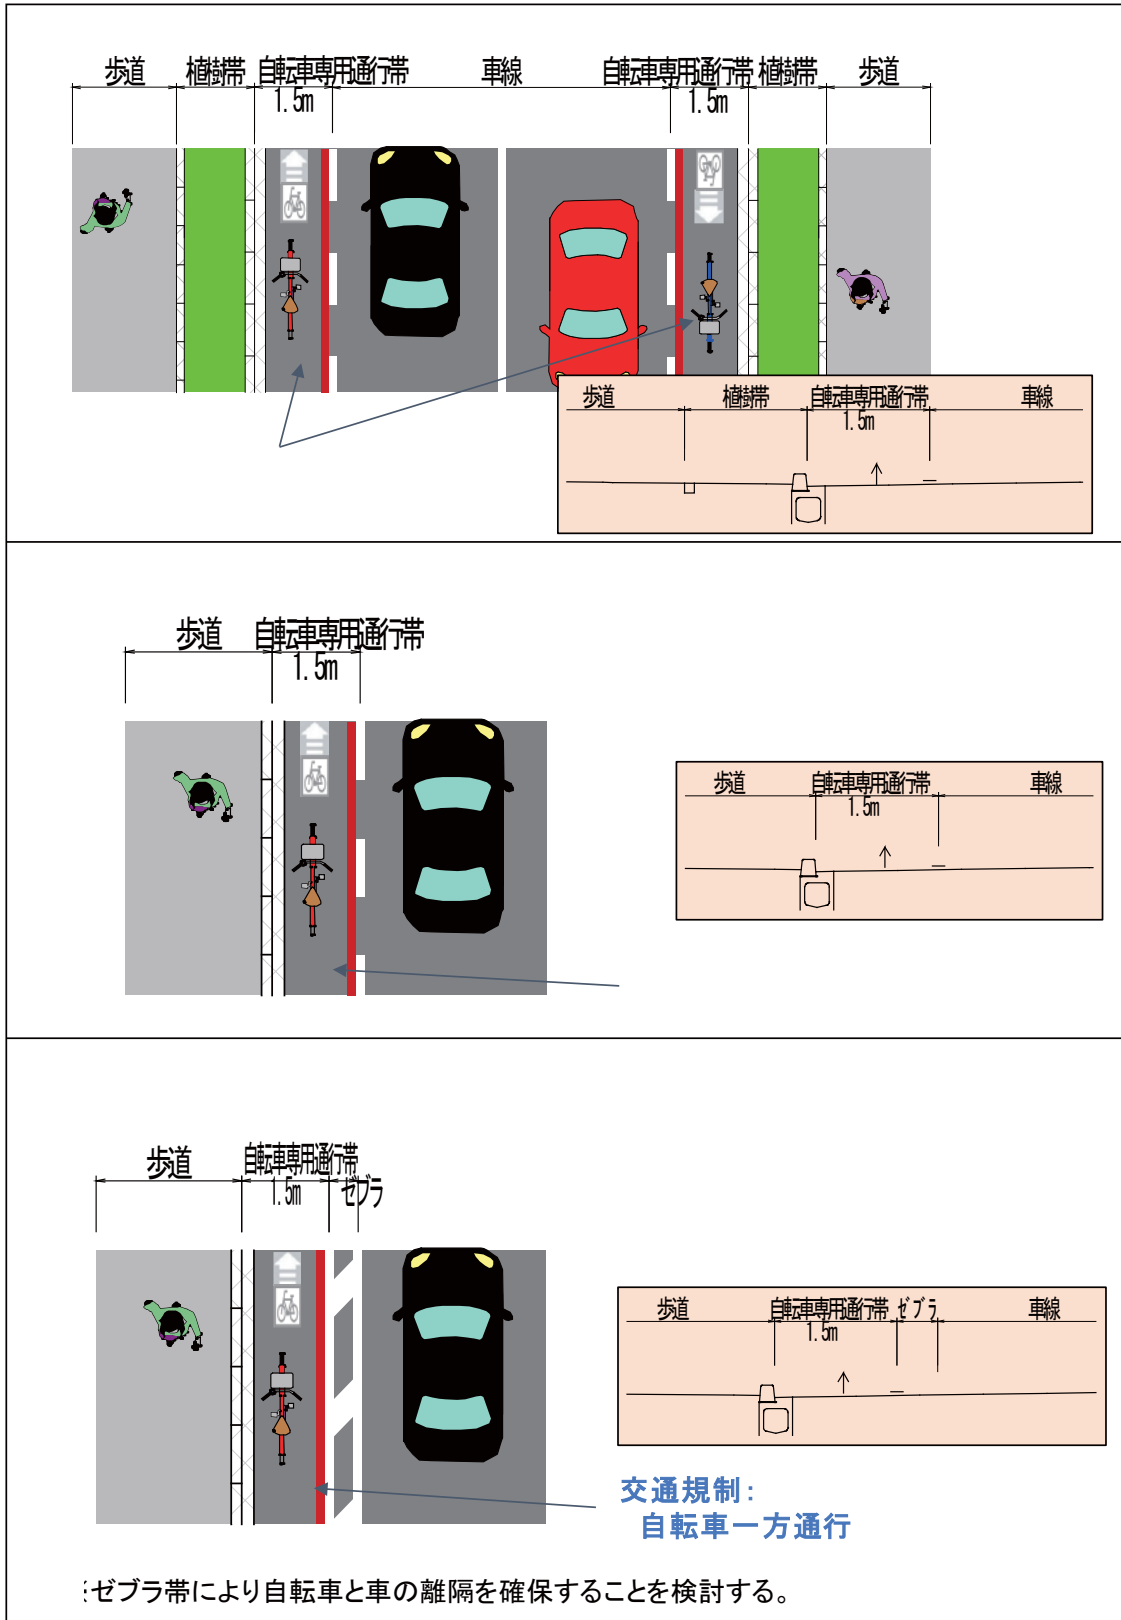 歩道 植樹帯 自転車専用通行帯 車線 自転車専用通行帯 植樹帯 歩道
1.5m 1.5m
歩道 植樹帯 自転車専用通行帯 車線
1.5m
歩道 自転車専用通行帯
1.5m
歩道 自転車専用通行帯 車線
1.5m
歩道 自転車専用通行帯
1.5m ゼブラ
歩道 自転車専用通行帯 ゼブラ 車線
1.5m
交通規制：
自転車一方通行
ゼブラ帯により自転車と車の離隔を確保することを検討する。